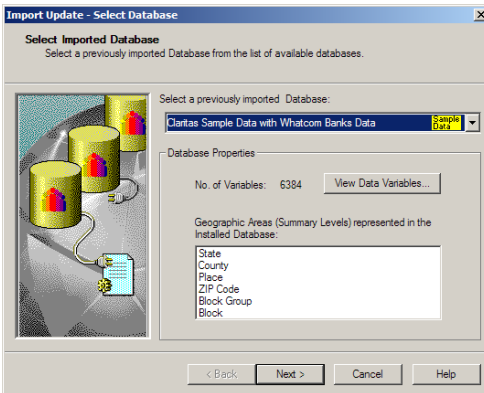 Import Update - Select Database
Select Imported Database
Select a previously imported Database from the list of available databases.
Select a previously imported Database:
Claritas Sample Data with Whatcom Banks Data
Sample
Data
Database Properties
No. of Variables: 6384
View Data Variables...
Geographic Areas (Summary Levels) represented in the
Installed Database:
State
County
Place
ZIP Code
Block Group
Block
< Back
Next >
Cancel
Help